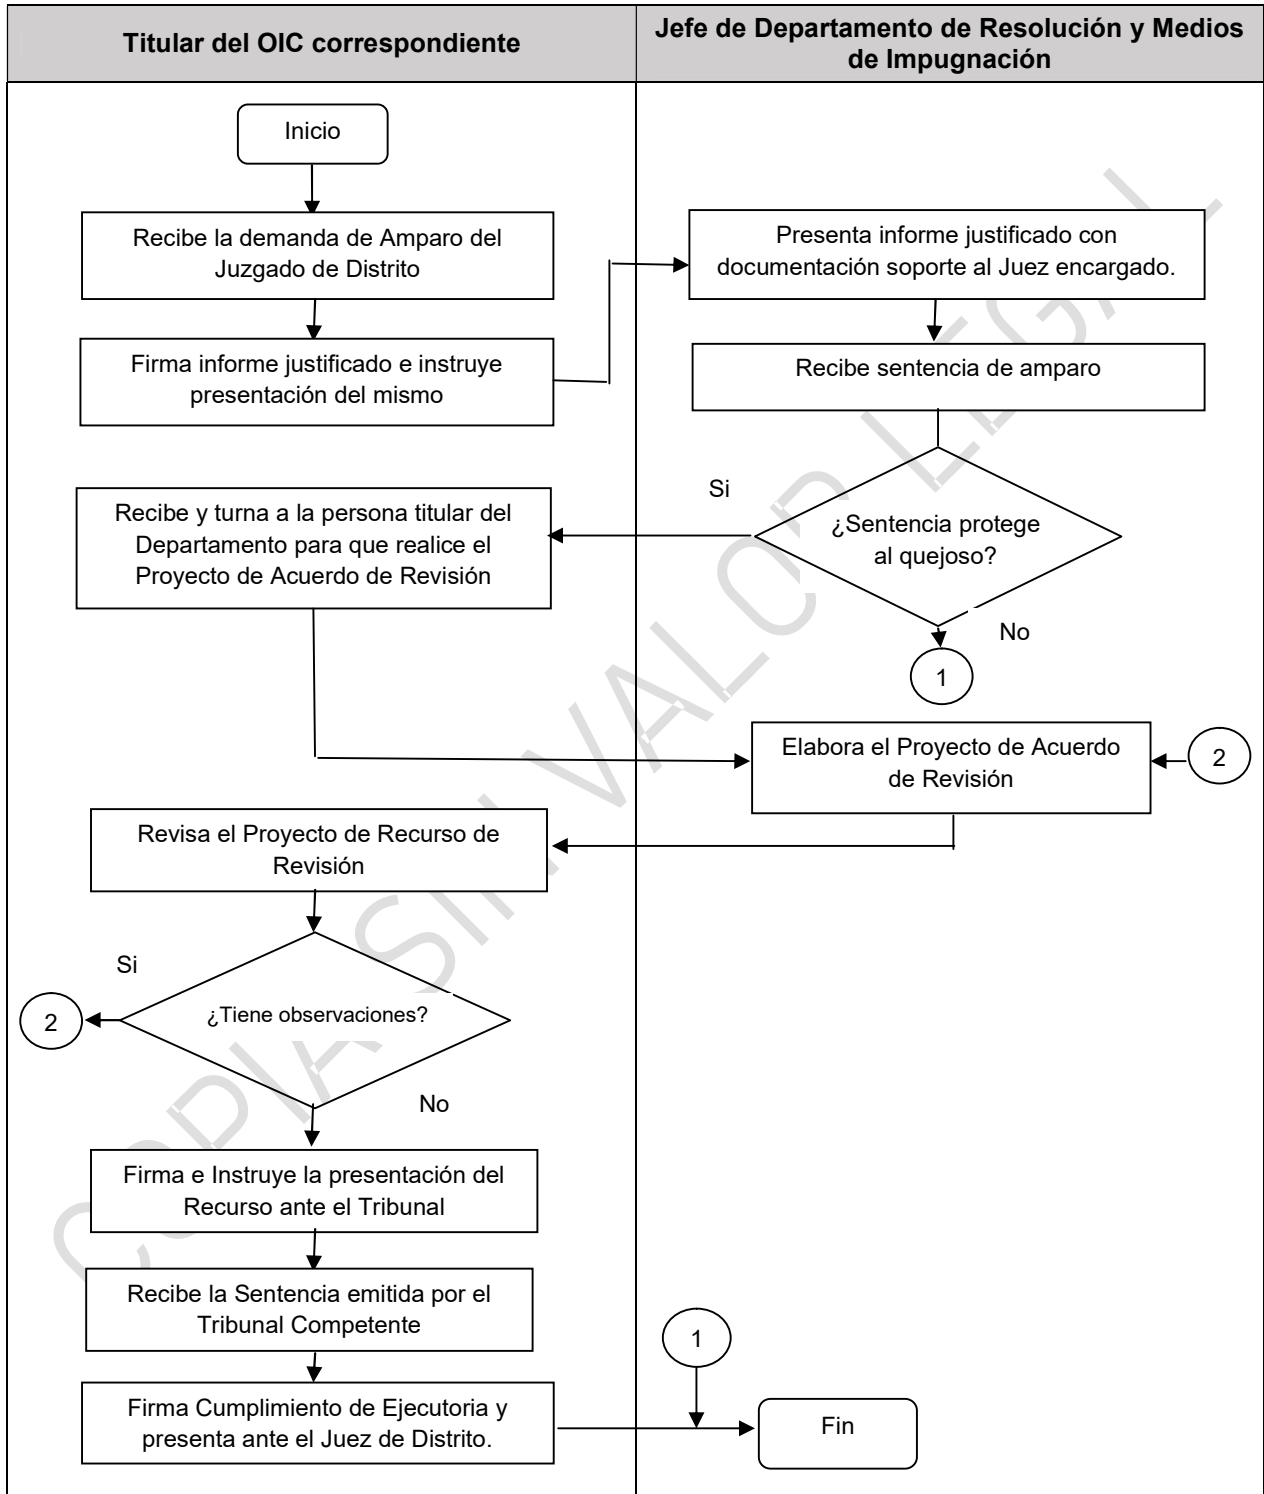 Titular del OIC correspondiente
Jefe de Departamento de Resolución y Medios
de Impugnación
Inicio
Recibe la demanda de Amparo del
Juzgado de Distrito
Presenta informe justificado con
documentación soporte al Juez encargado.
Firma informe justificado e instruye
presentación del mismo
Recibe sentencia de amparo
Si
¿Sentencia protege
al quejoso?
Recibe y turna a la persona titular del
Departamento para que realice el
Proyecto de Acuerdo de Revisión
No
1
Elabora el Proyecto de Acuerdo
de Revisión
2
Revisa el Proyecto de Recurso de
Revisión
Si
¿Tiene observaciones?
2
No
Firma e Instruye la presentación del
Recurso ante el Tribunal
Recibe la Sentencia emitida por el
Tribunal Competente
1
Firma Cumplimiento de Ejecutoria y
presenta ante el Juez de Distrito.
Fin
COPIA SIN VALOR LEGAL